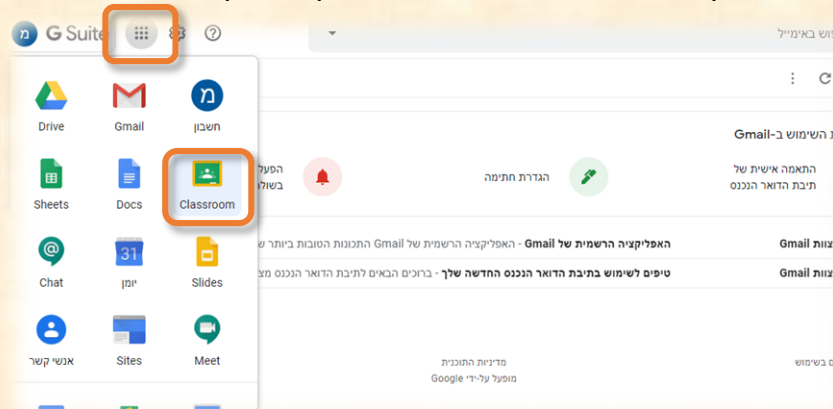 מ G Suite
פוש באימייל
Drive
Gmail
מ
חשבון
Sheets
Docs
Classroom
Chat
31
יומן
Slides
אנשי קשר
Sites
Meet
השימוש ב-Gmail
התאמה אישית של
תיבת הדואר הנכנס
הגדרת חתימה
הפעל
בשול
צוות Gmail
האפליקציה הרשמית של Gmail - האפליקציה הרשמית של Gmail התכונות הטובות ביותר ש
צוות Gmail
טיפים לשימוש בתיבת הדואר הנכנס החדשה שלך - ברוכים הבאים לתיבת הדואר הנכנס מצ
ם בשימוש
מדיניות התוכנית
מופעל על-ידי Google